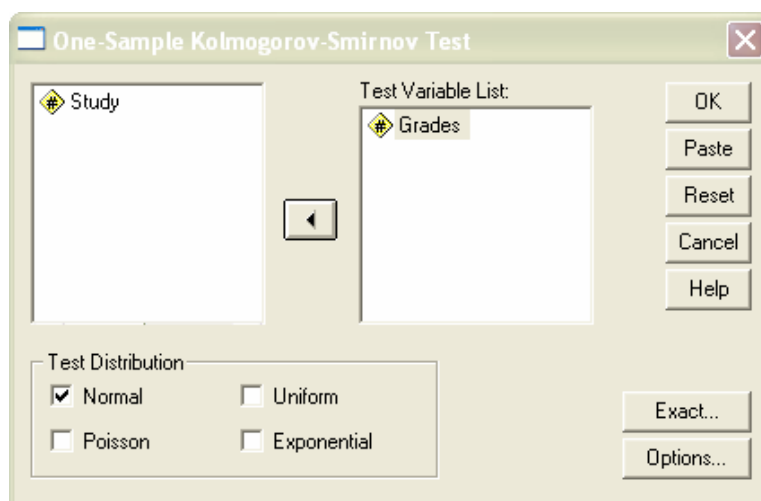 One-Sample Kolmogorov-Smirnov Test
Study
Test Variable List:
Grades
OK
Paste
Reset
Cancel
Help
Test Distribution
Normal
Uniform
Poisson
Exponential
Exact...
Options...